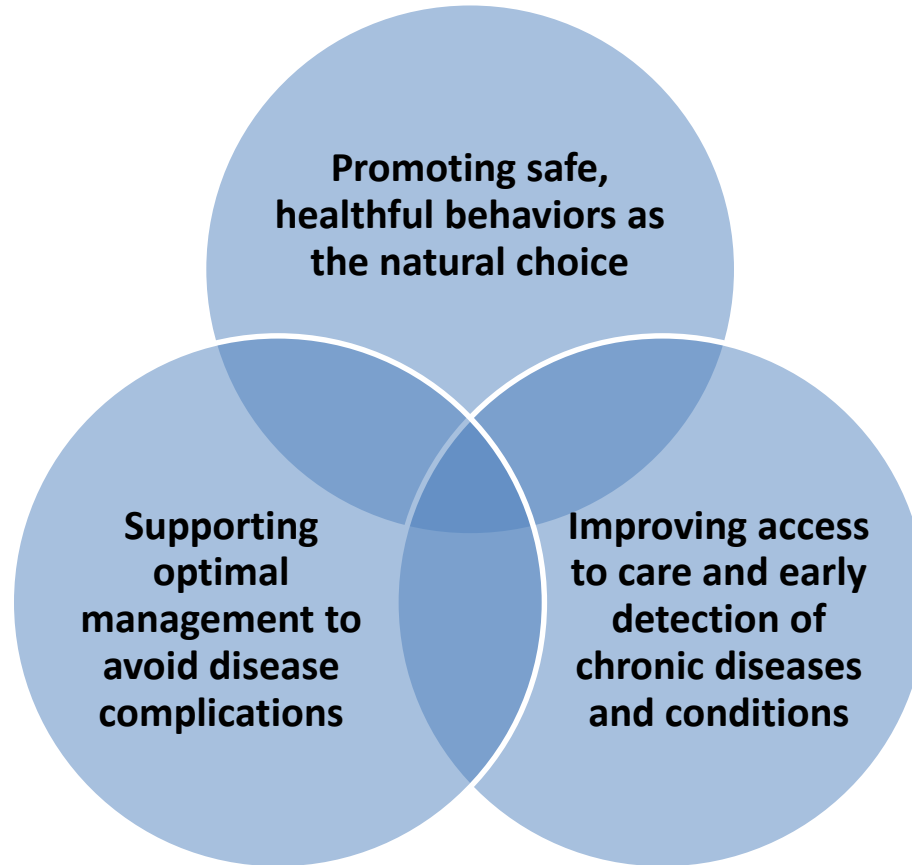 Promoting safe,
healthful behaviors as
the natural choice
Supporting
optimal
management to
avoid disease
complications
Improving access
to care and early
detection of
chronic diseases
and conditions